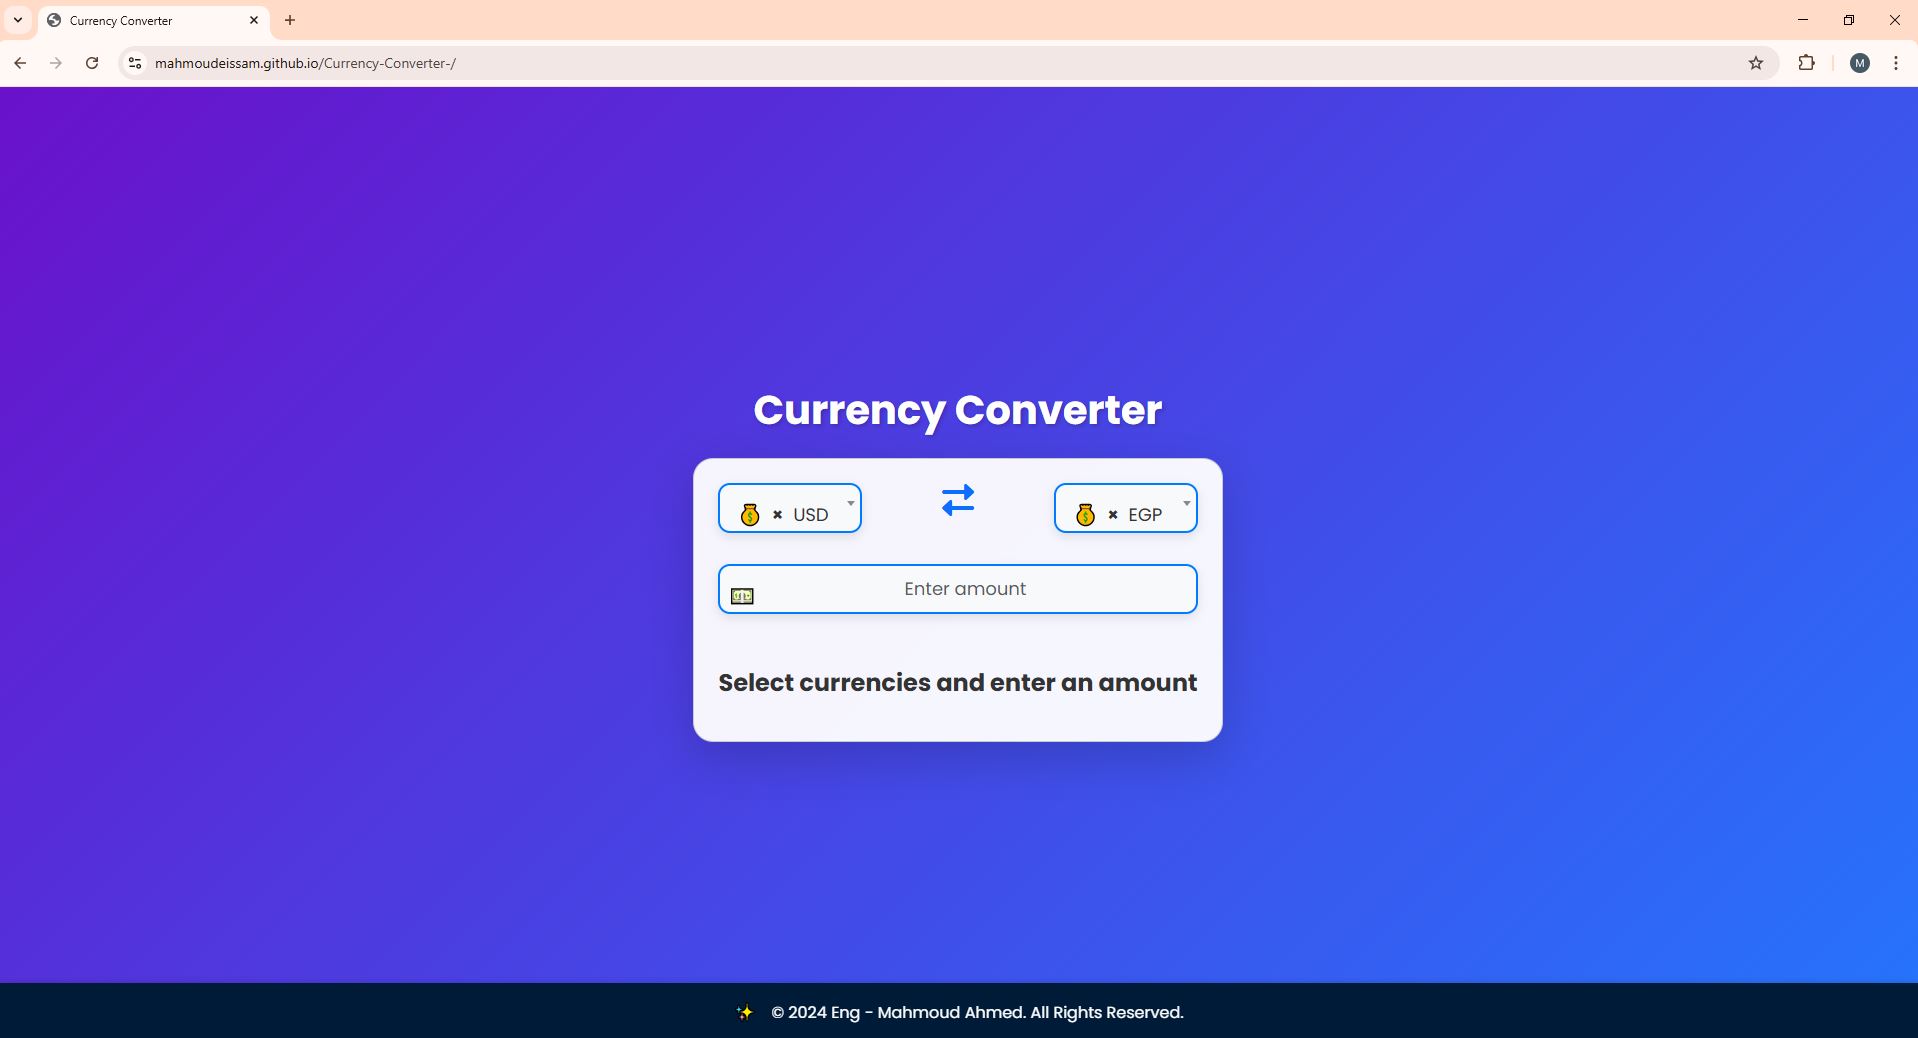 Currency Converter
mahmoudeissam.github.io/Currency-Converter-/
M
Currency Converter
USD
EGP
Enter amount
Select currencies and enter an amount
© 2024 Eng - Mahmoud Ahmed. All Rights Reserved.